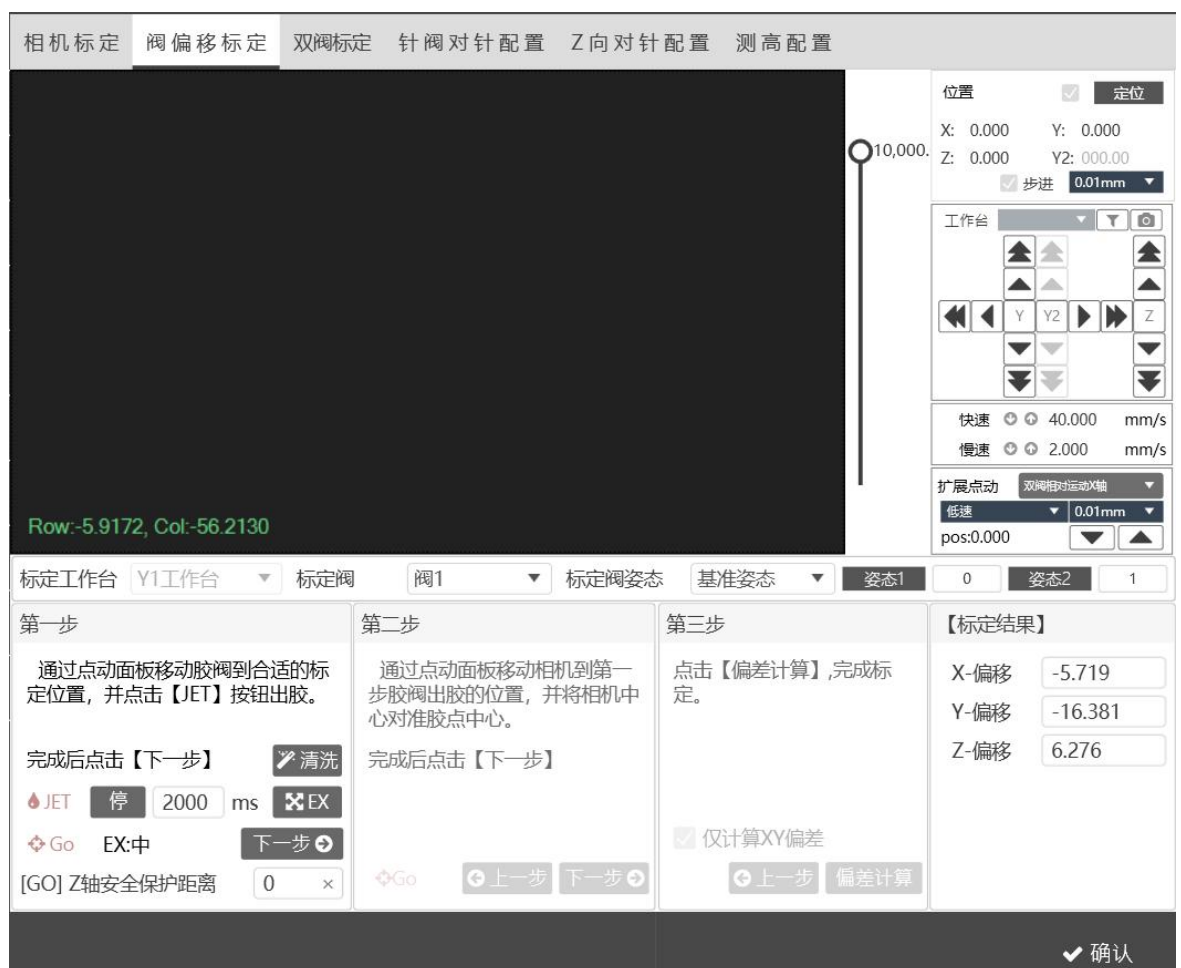 相机标定 阀偏移标定 双阀标定 针阀对针配置 Z向对针配置 测高配置
10,000.
Row:-5.9172, Col:-56.2130
位置 定位
X: 0.000 Y: 0.000
Z: 0.000 Y2: 000.00
步进 0.01mm
工作台
Y Y2 Z
快速 40.000 mm/s
慢速 2.000 mm/s
扩展点动 双阀相对运动X轴
低速 0.01mm
pos:0.000
标定工作台 Y1工作台 标定阀 阀1 标定阀姿态 基准姿态 姿态1 0 姿态2 1
第一步
通过点动面板移动胶阀到合适的标
定位置，并点击【JET】按钮出胶。
完成后点击【下一步】 清洗
JET 停 2000 ms EX
Go EX:中 下一步
[GO] Z轴安全保护距离 0 ×
第二步
通过点动面板移动相机到第一
步胶阀出胶的位置，并将相机中
心对准胶点中心。
完成后点击【下一步】
Go 上一步 下一步
第三步
点击【偏差计算】,完成标
定。
仅计算XY偏差
上一步 偏差计算
【标定结果】
X-偏移 -5.719
Y-偏移 -16.381
Z-偏移 6.276
确认